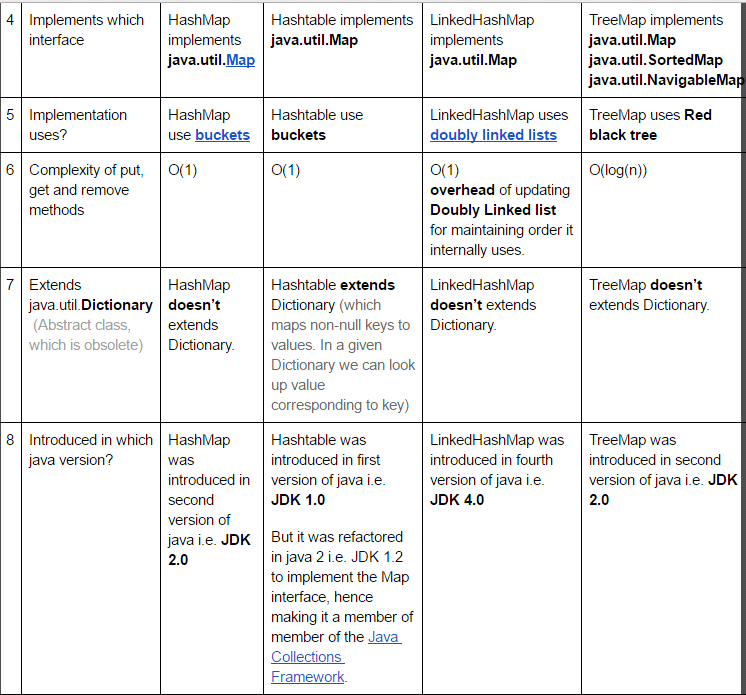 4
Implements which
interface
HashMap
implements
java.util.Map
Hashtable implements
java.util.Map
LinkedHashMap
implements
java.util.Map
TreeMap implements
java.util.Map
java.util.SortedMap
java.util.NavigableMap
5
Implementation
uses?
HashMap
use buckets
Hashtable use
buckets
LinkedHashMap uses
doubly linked lists
TreeMap uses Red
black tree
6
Complexity of put,
get and remove
methods
O(1)
O(1)
O(1)
overhead of updating
Doubly Linked list
for maintaining order it
internally uses.
O(log(n))
7
Extends
java.util.Dictionary
(Abstract class,
which is obsolete)
HashMap
doesn’t
extends
Dictionary.
Hashtable extends
Dictionary (which
maps non-null keys to
values. In a given
Dictionary we can look
up value
corresponding to key)
LinkedHashMap
doesn’t extends
Dictionary.
TreeMap doesn’t
extends Dictionary.
8
Introduced in which
java version?
HashMap
was
introduced in
second
version of
java i.e. JDK
2.0
Hashtable was
introduced in first
version of java i.e.
JDK 1.0
But it was refactored
in java 2 i.e. JDK 1.2
to implement the Map
interface, hence
making it a member of
member of the Java
Collections
Framework.
LinkedHashMap was
introduced in fourth
version of java i.e.
JDK 4.0
TreeMap was
introduced in second
version of java i.e. JDK
2.0